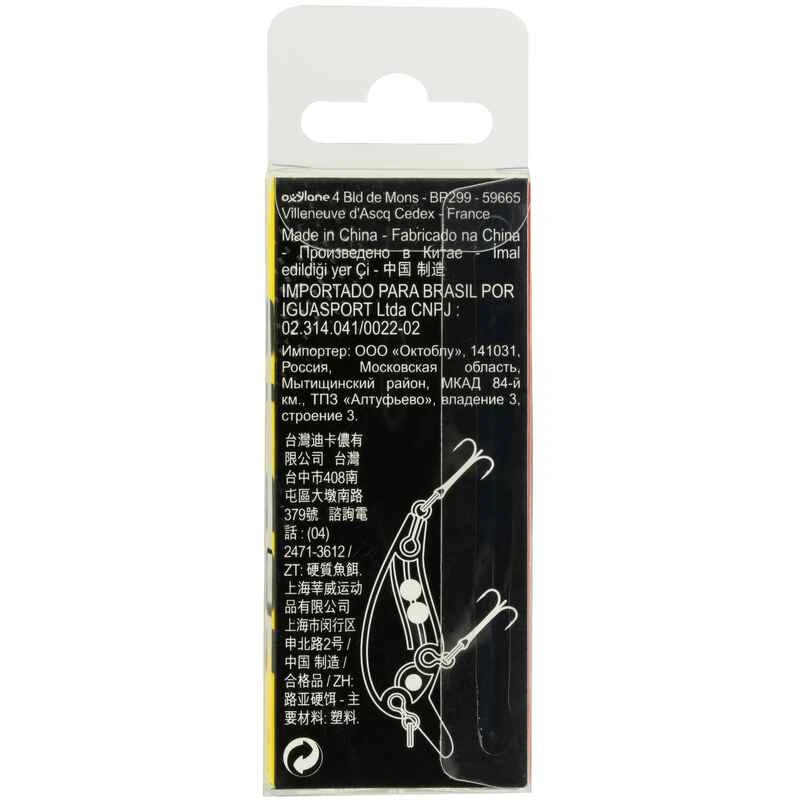 oxylane 4 Bld de Mons - BP299 - 59665
Villeneuve d'Ascq Cedex - France
Made in China - Fabricado na China
- Произведено в Китае - Imal
edildiği yer Çi - 中国 制造
IMPORTADO PARA BRASIL POR
IGUASPORT Ltda CNPJ :
02.314.041/0022-02
Импортер: ООО «Октоблу», 141031,
Россия, Московская область,
Мытищинский район, МКАД 84-й
км., ТПЗ «Алтуфьево», владение 3,
строение 3.
台灣迪卡儂有
限公司 台灣
台中市408南
屯區大墩南路
379號 諮詢電
話 : (04)
2471-3612 /
ZT: 硬質魚餌.
上海莘威运动
品有限公司
上海市闵行区
申北路2号 /
中国 制造 /
合格品 / ZH:
路亚硬饵 - 主
要材料: 塑料.